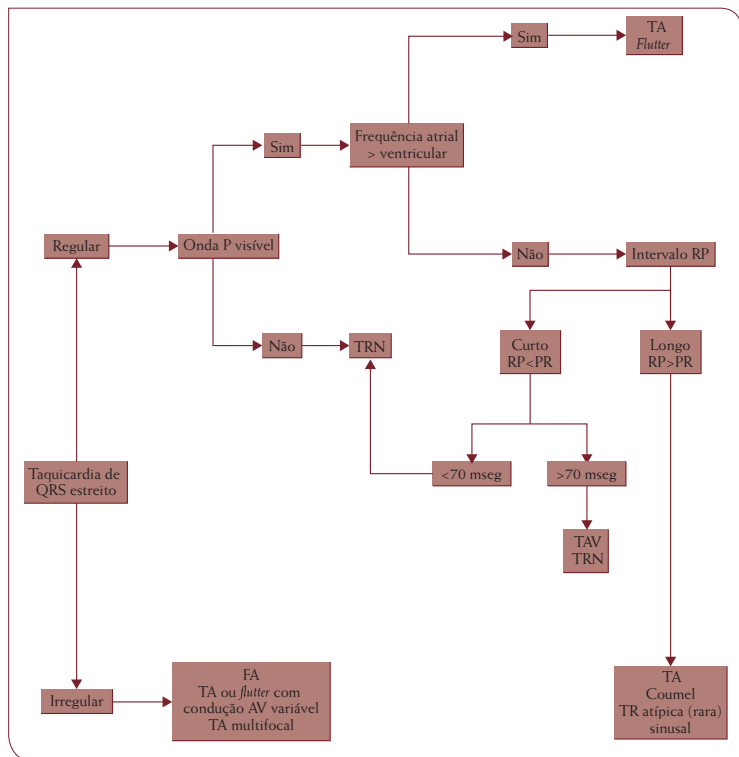 Sim
TA
Flutter
Sim
Frequência atrial
> ventricular
Regular
Onda P visível
Não
Intervalo RP
Não
TRN
Curto
RP<PR
Longo
RP>PR
Taquicardia de
QRS estreito
<70 mseg
>70 mseg
TAV
TRN
Irregular
FA
TA ou flutter com
condução AV variável
TA multifocal
TA
Coumel
TR atípica (rara)
sinusal